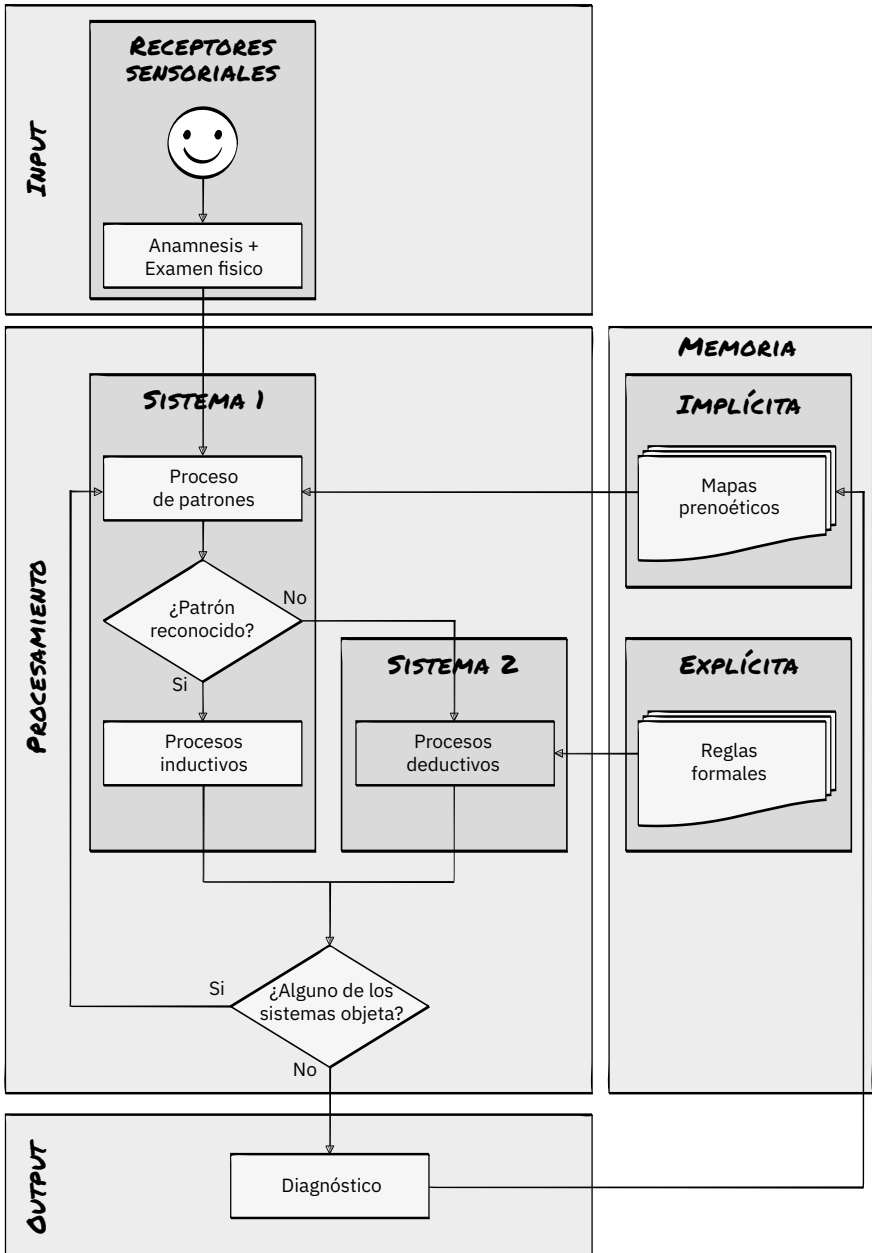 INPUT
RECEPTORES
SENSORIALES
Anamnesis +
Examen fisico
PROCESAMIENTO
SISTEMA 1
Proceso
de patrones
¿Patrón
reconocido?
No
Si
Procesos
inductivos
SISTEMA 2
Procesos
deductivos
MEMORIA
IMPLÍCITA
Mapas
prenoéticos
EXPLÍCITA
Reglas
formales
¿Alguno de los
sistemas objeta?
Si
No
OUTPUT
Diagnóstico